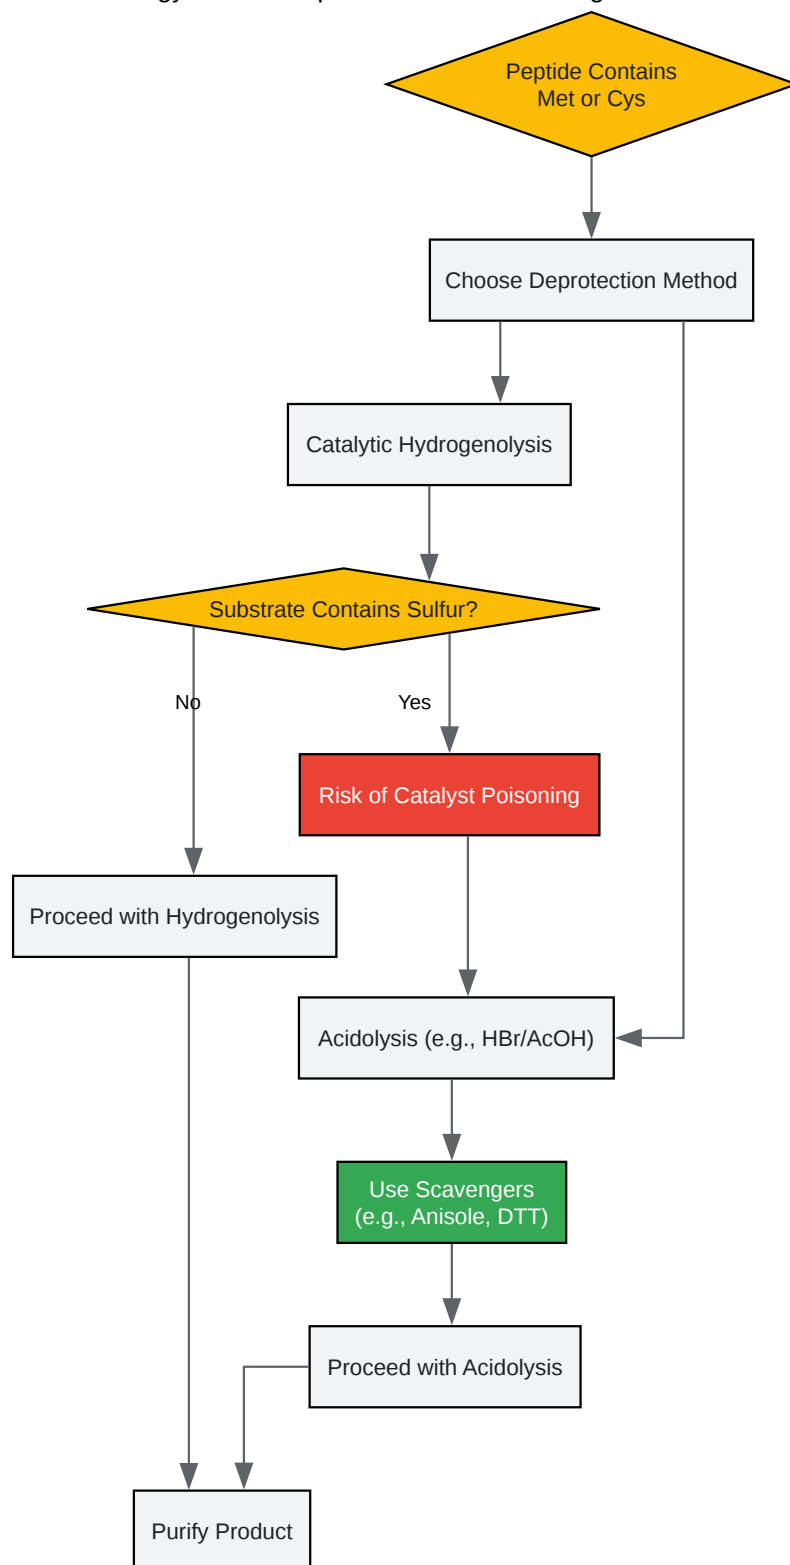 Peptide Contains
Met or Cys
Choose Deprotection Method
Catalytic Hydrogenolysis
Substrate Contains Sulfur?
No
Yes
Risk of Catalyst Poisoning
Proceed with Hydrogenolysis
Acidolysis (e.g., HBr/AcOH)
Use Scavengers
(e.g., Anisole, DTT)
Proceed with Acidolysis
Purify Product